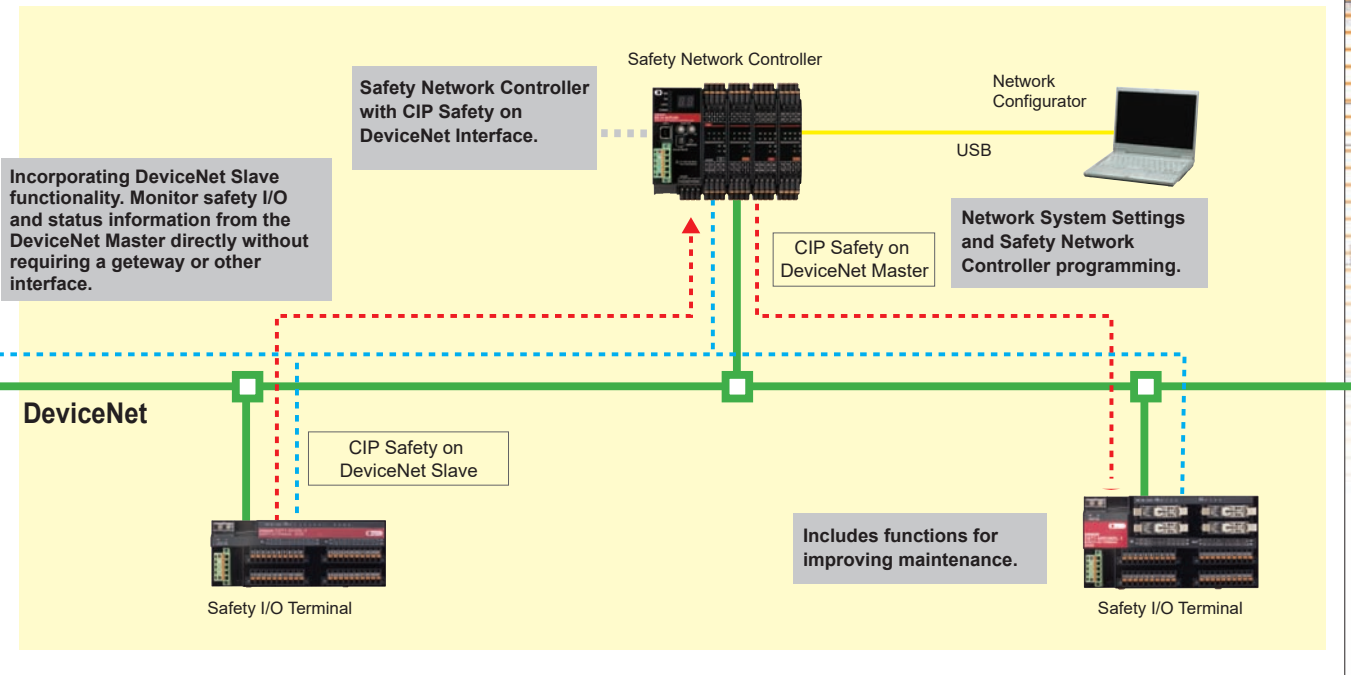 Safety Network Controller
Safety Network Controller
with CIP Safety on
DeviceNet Interface.
Network
Configurator
USB
Incorporating DeviceNet Slave
functionality. Monitor safety I/O
and status information from the
DeviceNet Master directly without
requiring a geteway or other
interface.
Network System Settings
and Safety Network
Controller programming.
CIP Safety on
DeviceNet Master
DeviceNet
CIP Safety on
DeviceNet Slave
Includes functions for
improving maintenance.
Safety I/O Terminal
Safety I/O Terminal